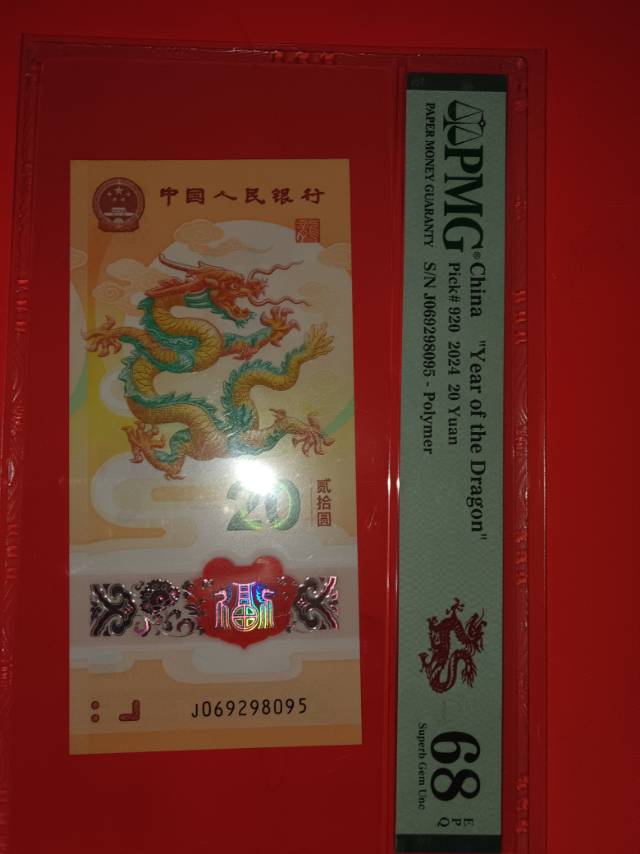 中国人民银行
20
贰拾圆
J069298095
PMG®
PAPER MONEY GUARANTY
China "Year of the Dragon"
Pick# 920 2024 20 Yuan
S/N J069298095 - Polymer
68 EPQ
Superb Gem Unc